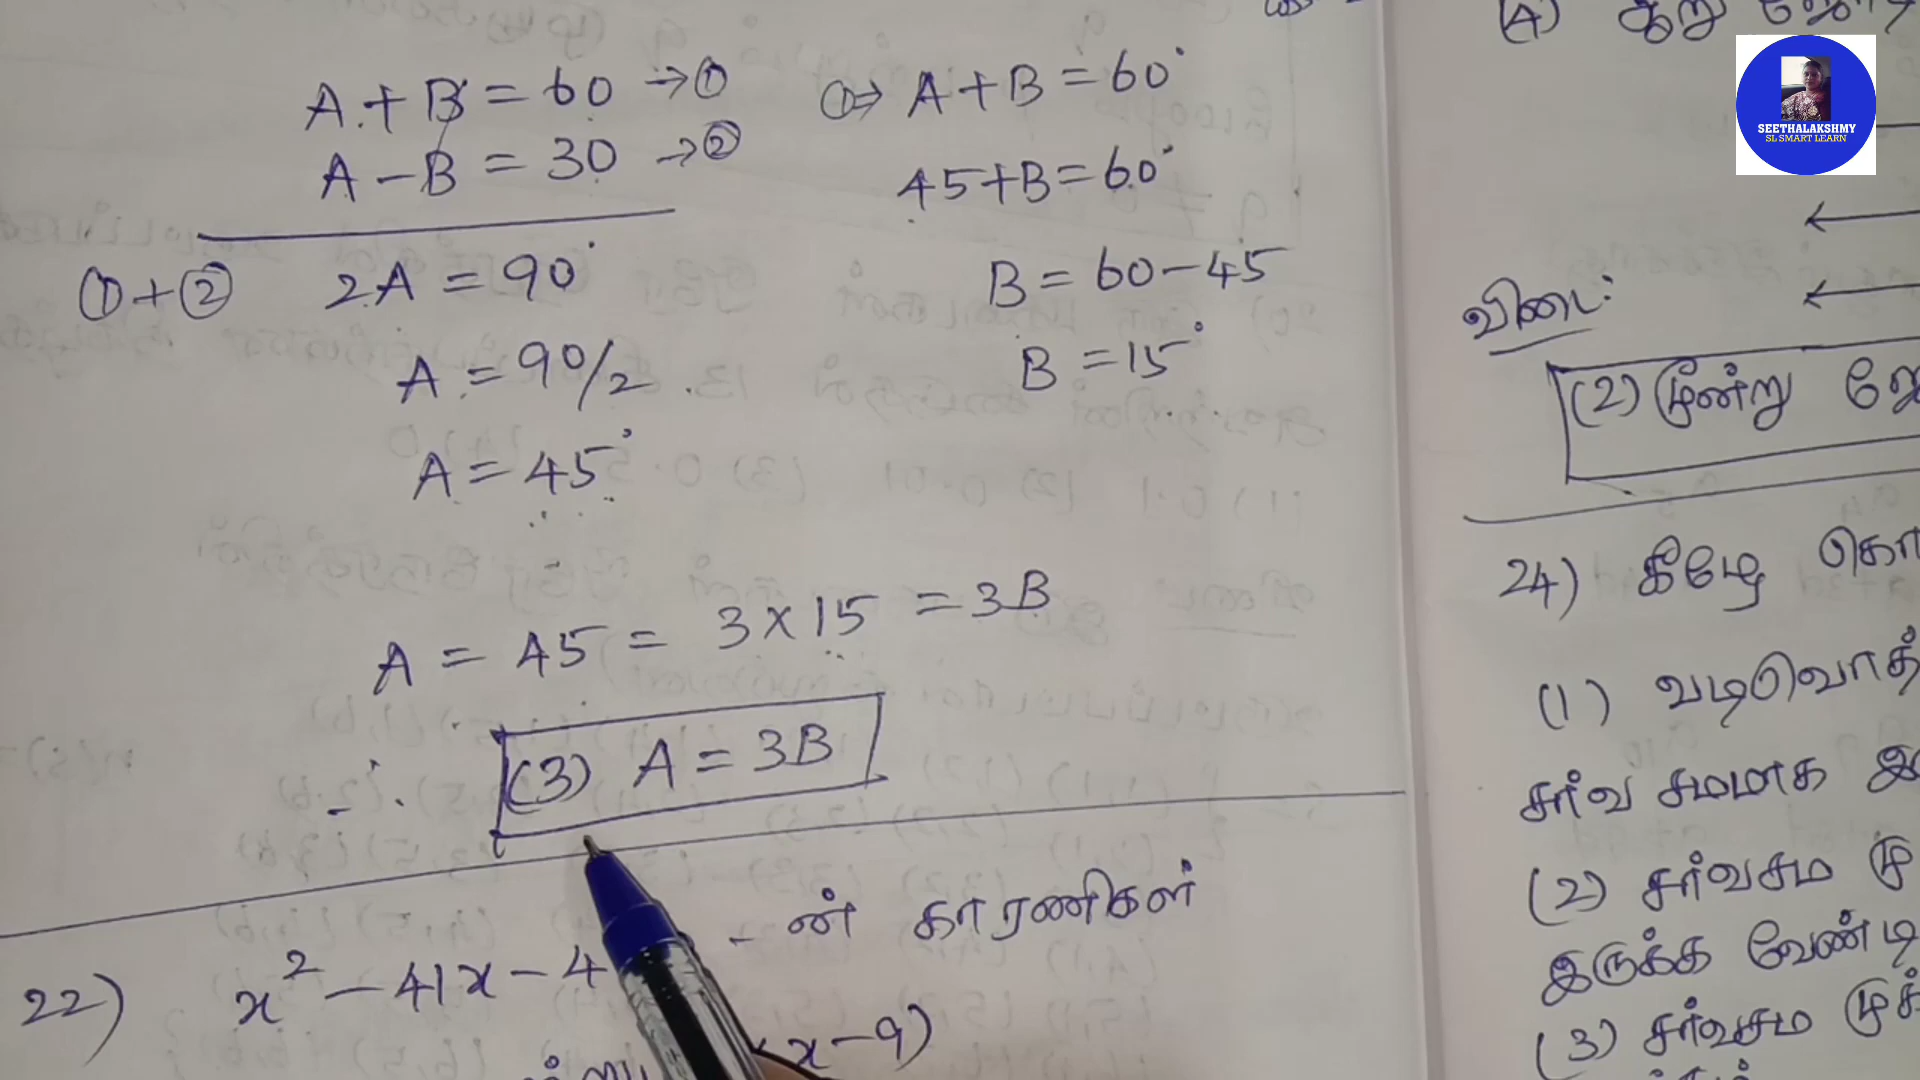 A + B = 60 → ①
A − B = 30 → ②
① + ② 2A = 90°
A = 90/2
A = 45°
① ⇒ A + B = 60°
45 + B = 60°
B = 60 − 45
B = 15°
A = 45 = 3 × 15 = 3B
∴ (3) A = 3B
22) x² − 41x − 4
ன் காரணிகள்
x − 9)
SEETHALAKSHMY
SL SMART LEARN
(4) ஆறு
விடை:
(2) மூன்று
24) கீழே
(1)
சர்வ சமமாக
(2) சர்வசம
இருக்க
(3) சர்வசம